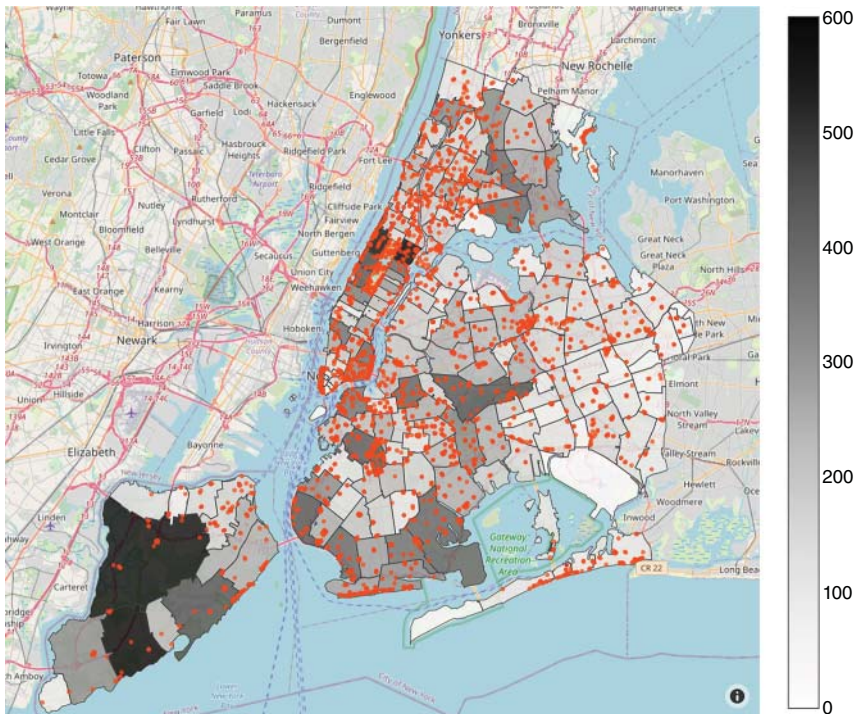 Paramus
Dumont
Yonkers
Bronxville
Larchmont
Fair Lawn
Bergenfield
New Rochelle
Paterson
Elmwood Park
Totowa
Saddle Brook
Englewood
Pelham Manor
Woodland
Park
Hackensack
Garfield
Lodi
Little Falls
Clifton
Passaic
Hasbrouck
Heights
Ridgefield Park
Fort Lee
Cedar Grove
Teterboro
Airport
Manorhaven
Verona
Ridgefield
Port Washington
Montclair
Nutley
Rutherford
Cliffside Park
Lyndhurst
Fairview
West Orange
Bloomfield
North Bergen
Great Neck
Belleville
Secaucus
Guttenberg
Great Neck
Plaza
Union City
East Orange
Kearny
Weehawken
North Hills
Harrison
Irvington
Newark
Hoboken
Elmont
Union
Hillside
North Valley
Stream
Bayonne
Valley Stream
Elizabeth
Hewlett
Linden
Woodmere
Inwood
Carteret
Gateway
National
Recreation
Area
CR 22
Long Bea
City of New York
Lower
New York
Bay
600
500
400
300
200
100
0